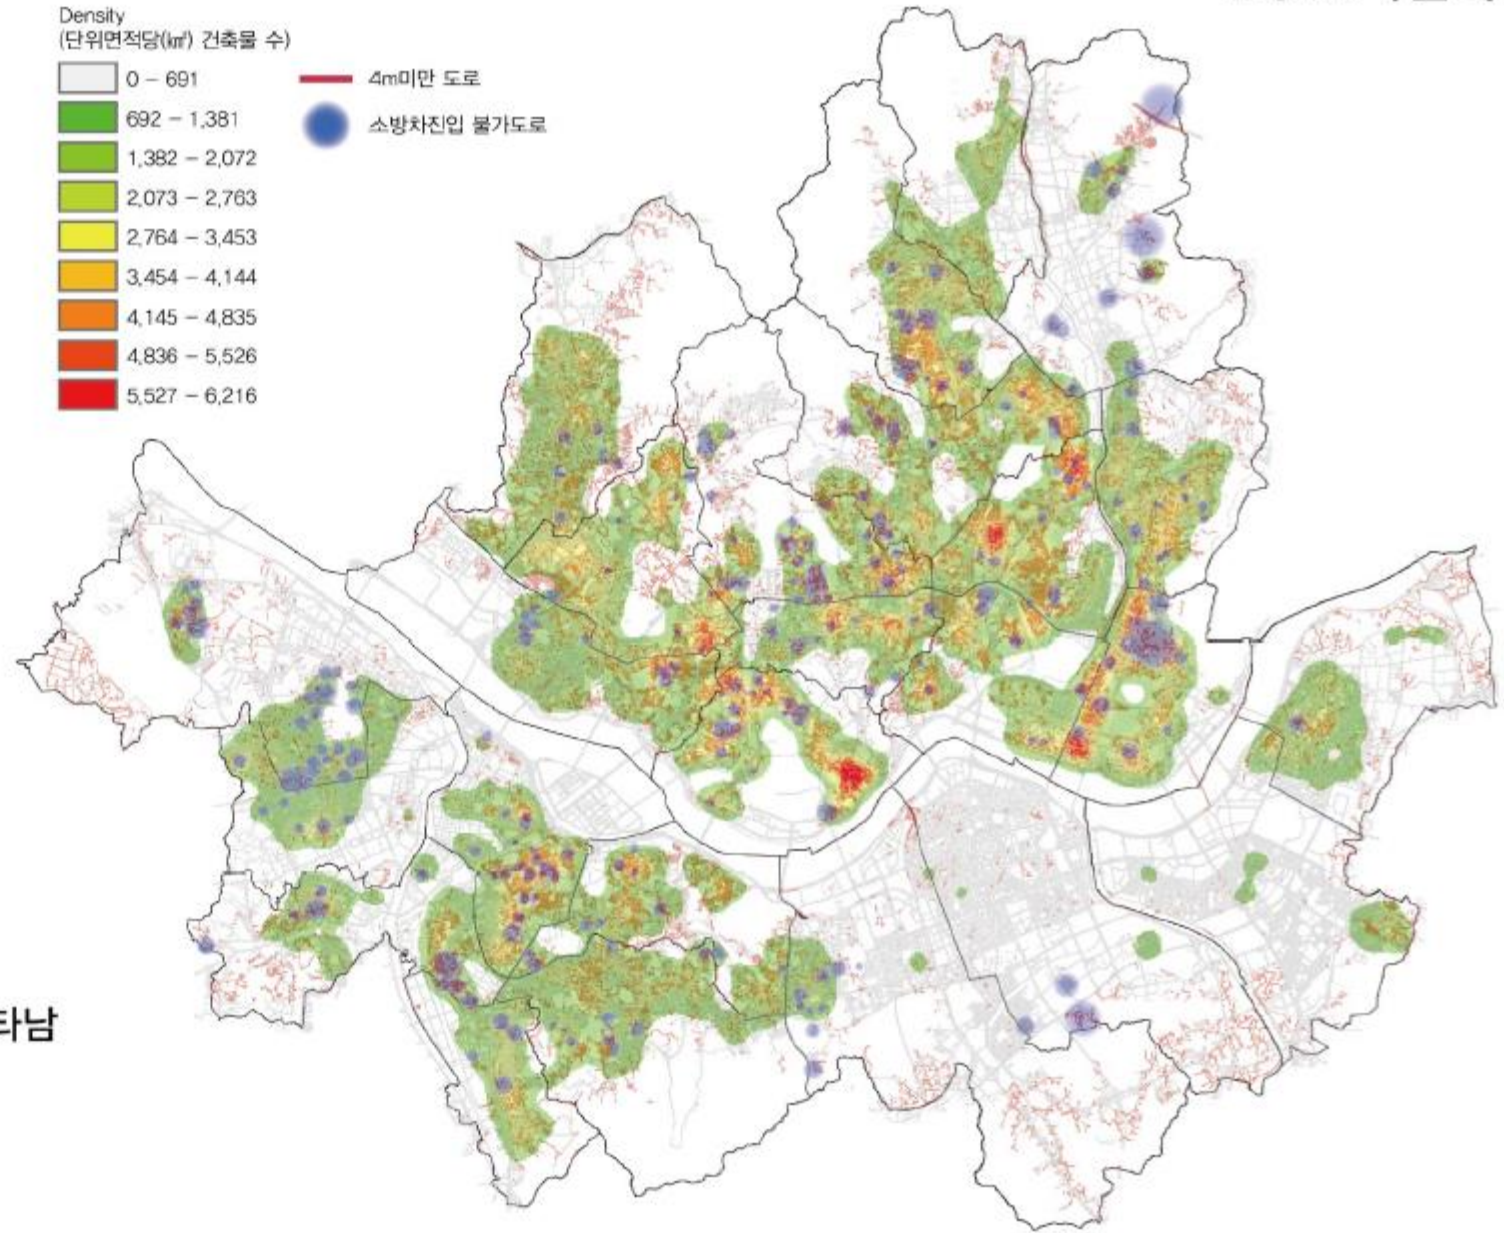 Density
(단위면적당(㎢) 건축물 수)
0 – 691
692 – 1,381
1,382 – 2,072
2,073 – 2,763
2,764 – 3,453
3,454 – 4,144
4,145 – 4,835
4,836 – 5,526
5,527 – 6,216
4m미만 도로
소방차진입 불가도로
타남